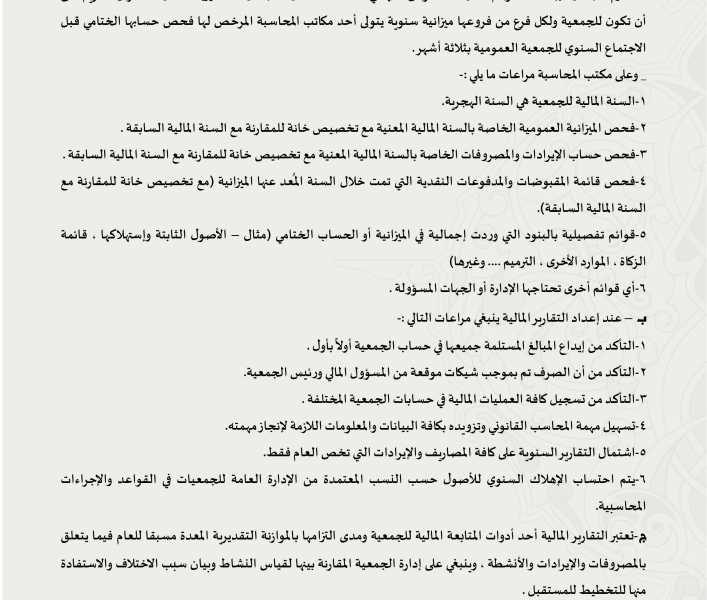 أن تكون للجمعية ولكل فرع من فروعها ميزانية سنوية يتولى أحد مكاتب المحاسبة المرخص لها فحص حسابها الختامي قبل
الاجتماع السنوي للجمعية العمومية بثلاثة أشهر.
_ وعلى مكتب المحاسبة مراعات ما يلي :-
١-السنة المالية للجمعية هي السنة الهجرية.
٢-فحص الميزانية العمومية الخاصة بالسنة المالية المعنية مع تخصيص خانة للمقارنة مع السنة المالية السابقة .
٣-فحص حساب الإيرادات والمصروفات الخاصة بالسنة المالية المعنية مع تخصيص خانة للمقارنة مع السنة المالية السابقة .
٤-فحص قائمة المقبوضات والمدفوعات النقدية التي تمت خلال السنة المُعد عنها الميزانية (مع تخصيص خانة للمقارنة مع
السنة المالية السابقة).
٥-قوائم تفصيلية بالبنود التي وردت إجمالية في الميزانية أو الحساب الختامي (مثال – الأصول الثابتة وإستهلاكها ، قائمة
الزكاة ، الموارد الأخرى ، الترميم .... وغيرها)
٦-أي قوائم أخرى تحتاجها الإدارة أو الجهات المسؤولة .
بـ – عند إعداد التقارير المالية ينبغي مراعات التالي :-
١-التأكد من إيداع المبالغ المستلمة جميعها في حساب الجمعية أولاً بأول .
٢-التأكد من أن الصرف تم بموجب شيكات موقعة من المسؤول المالي ورئيس الجمعية.
٣-التأكد من تسجيل كافة العمليات المالية في حسابات الجمعية المختلفة .
٤-تسهيل مهمة المحاسب القانوني وتزويده بكافة البيانات والمعلومات اللازمة لإنجاز مهمته.
٥-اشتمال التقارير السنوية على كافة المصاريف والإيرادات التي تخص العام فقط.
٦-يتم احتساب الإهلاك السنوي للأصول حسب النسب المعتمدة من الإدارة العامة للجمعيات في القواعد والإجراءات
المحاسبية.
ج-تعتبر التقارير المالية أحد أدوات المتابعة المالية للجمعية ومدى التزامها بالموازنة التقديرية المعدة مسبقا للعام فيما يتعلق
بالمصروفات والإيرادات والأنشطة ، وينبغي على إدارة الجمعية المقارنة بينها لقياس النشاط وبيان سبب الاختلاف والاستفادة
منها للتخطيط للمستقبل .